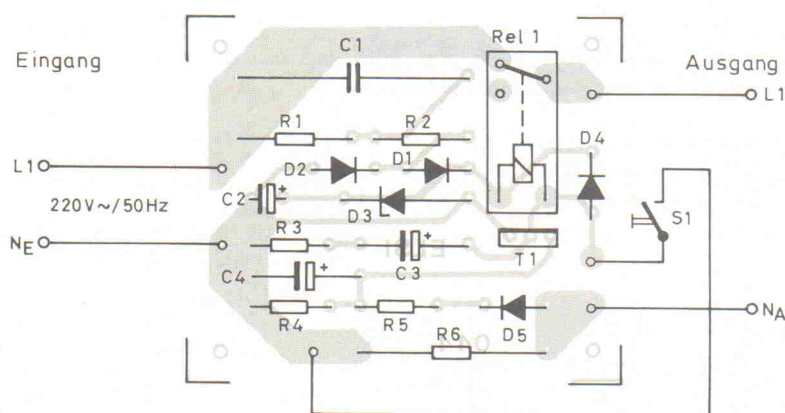 Eingang
C1
Rel 1
Ausgang
L1
R1
R2
D4
L1
D2
D1
220V~/50Hz
C2
+
D3
S1
NE
R3
+
T1
C4
+
C3
R4
R5
D5
NA
R6